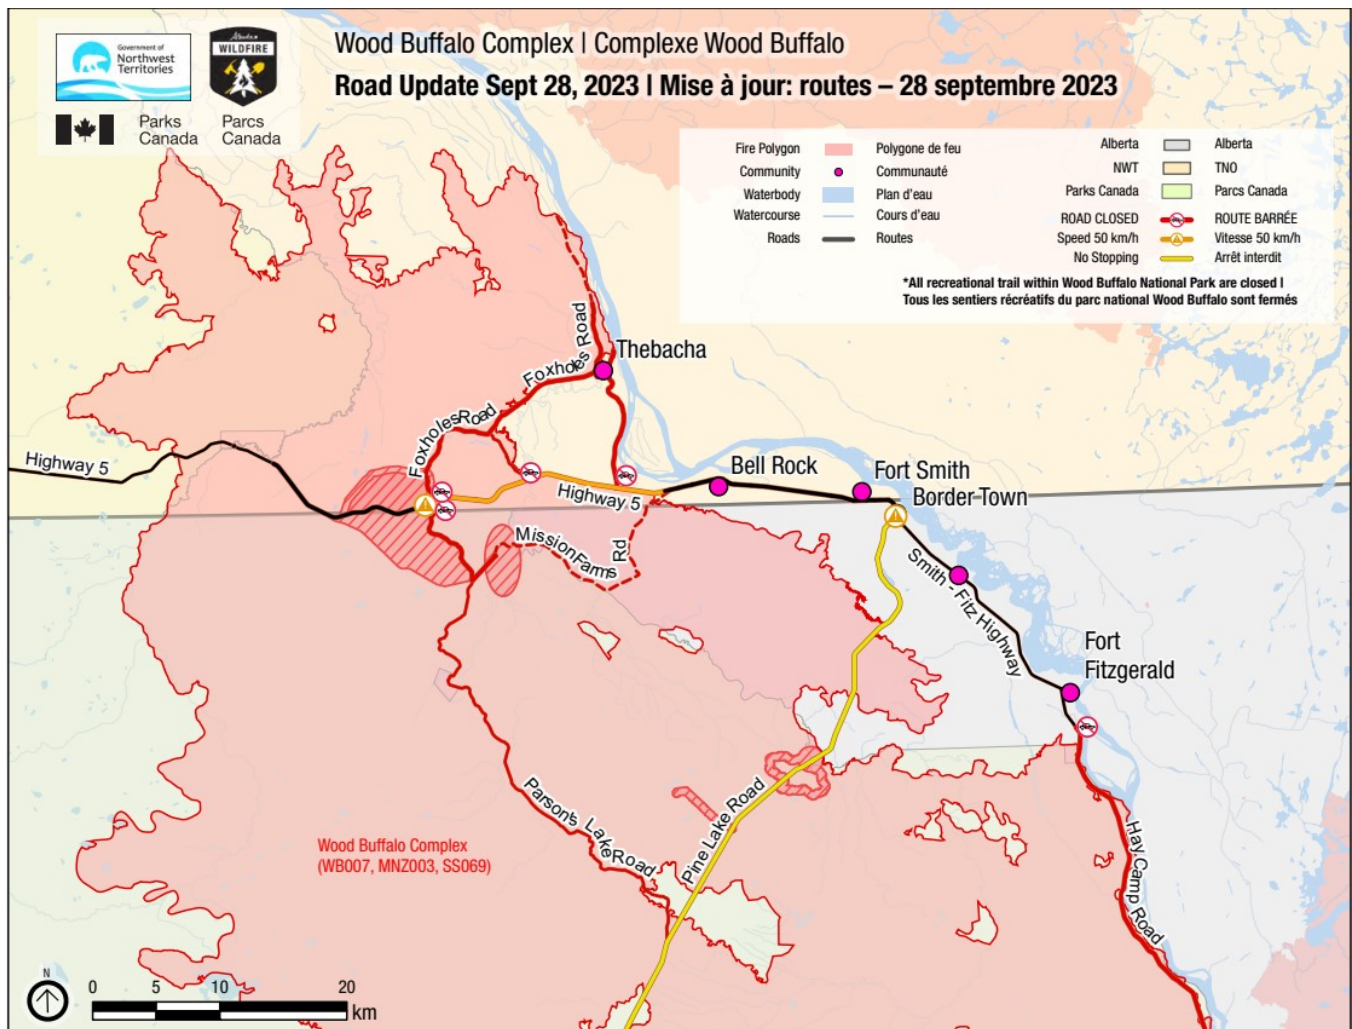 Government of
Northwest
Territories
Alberta
WILDFIRE
Parks
Canada
Parcs
Canada
Wood Buffalo Complex | Complexe Wood Buffalo
Road Update Sept 28, 2023 | Mise à jour: routes – 28 septembre 2023
Fire Polygon Polygone de feu
Community Communauté
Waterbody Plan d'eau
Watercourse Cours d'eau
Roads Routes
Alberta Alberta
NWT TNO
Parks Canada Parcs Canada
ROAD CLOSED ROUTE BARRÉE
Speed 50 km/h Vitesse 50 km/h
No Stopping Arrêt interdit
*All recreational trail within Wood Buffalo National Park are closed |
Tous les sentiers récréatifs du parc national Wood Buffalo sont fermés
Thebacha
Foxholes Road
Foxholes Road
Foxholes Road
Highway 5
Highway 5
Bell Rock
Fort Smith
Border Town
Mission Farms Rd
Smith - Fitz Highway
Fort
Fitzgerald
Parson's Lake Road
Pine Lake Road
Hay Camp Road
Wood Buffalo Complex
(WB007, MNZ003, SS069)
N
0 5 10 20
km